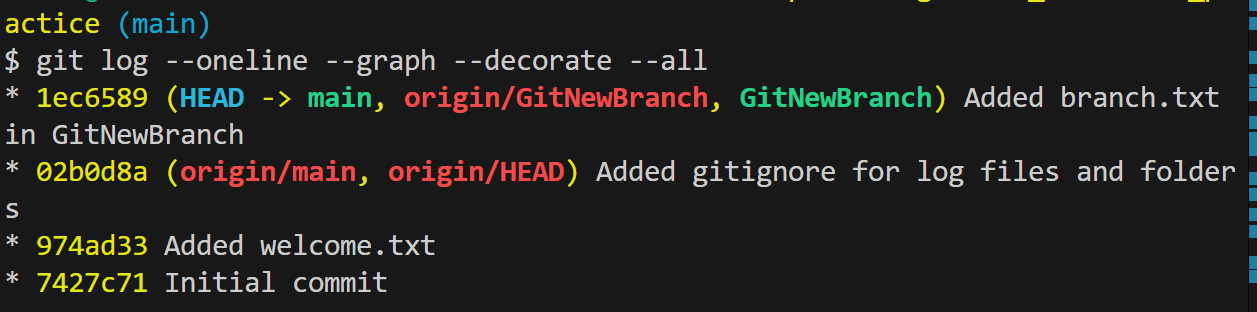 actice (main)
$ git log --oneline --graph --decorate --all
* 1ec6589 (HEAD -> main, origin/GitNewBranch, GitNewBranch) Added branch.txt
in GitNewBranch
* 02b0d8a (origin/main, origin/HEAD) Added gitignore for log files and folder
s
* 974ad33 Added welcome.txt
* 7427c71 Initial commit